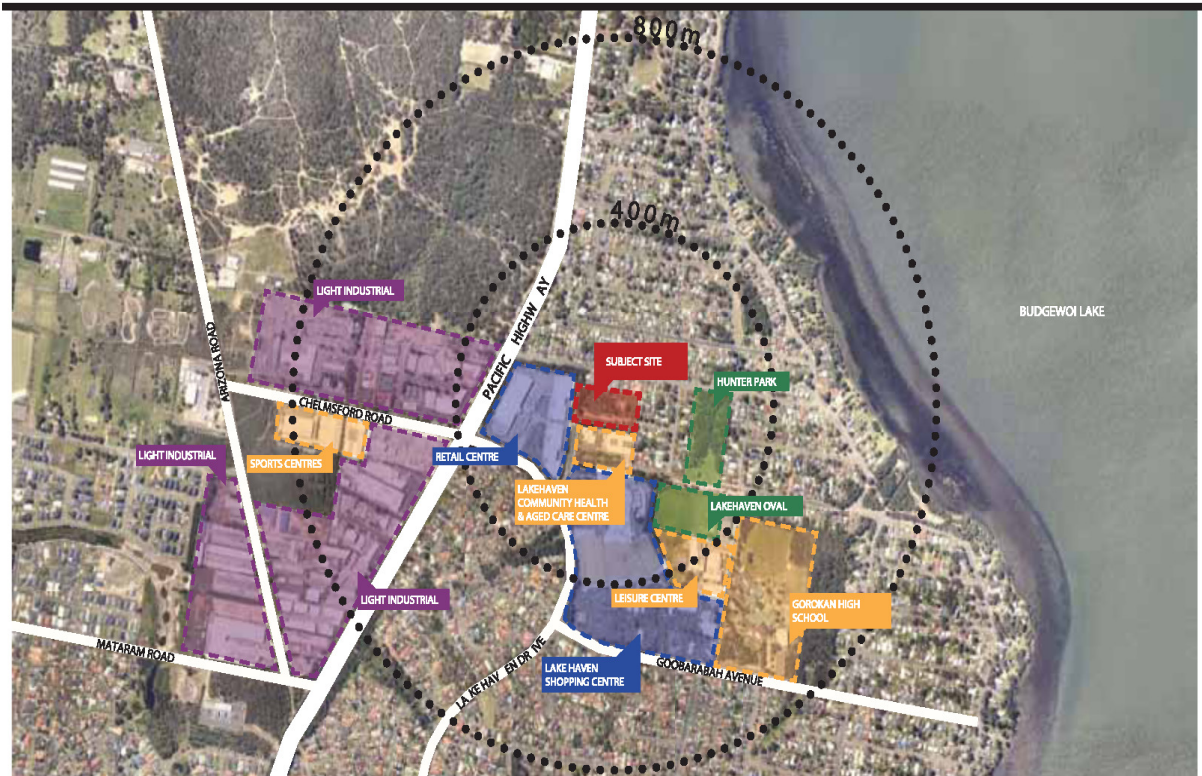 800m
400m
LIGHT INDUSTRIAL
PACIFIC HIGHW AY
ARIZONA ROAD
BUDGEWOI LAKE
SUBJECT SITE
HUNTER PARK
CHELMSFORD ROAD
LIGHT INDUSTRIAL
SPORTS CENTRES
RETAIL CENTRE
LAKEHAVEN
COMMUNITY HEALTH
& AGED CARE CENTRE
LAKEHAVEN OVAL
LIGHT INDUSTRIAL
LEISURE CENTRE
GOROKAN HIGH
SCHOOL
MATARAM ROAD
LA KE HAV EN DR IVE
LAKE HAVEN
SHOPPING CENTRE
GOOBARABAH AVENUE